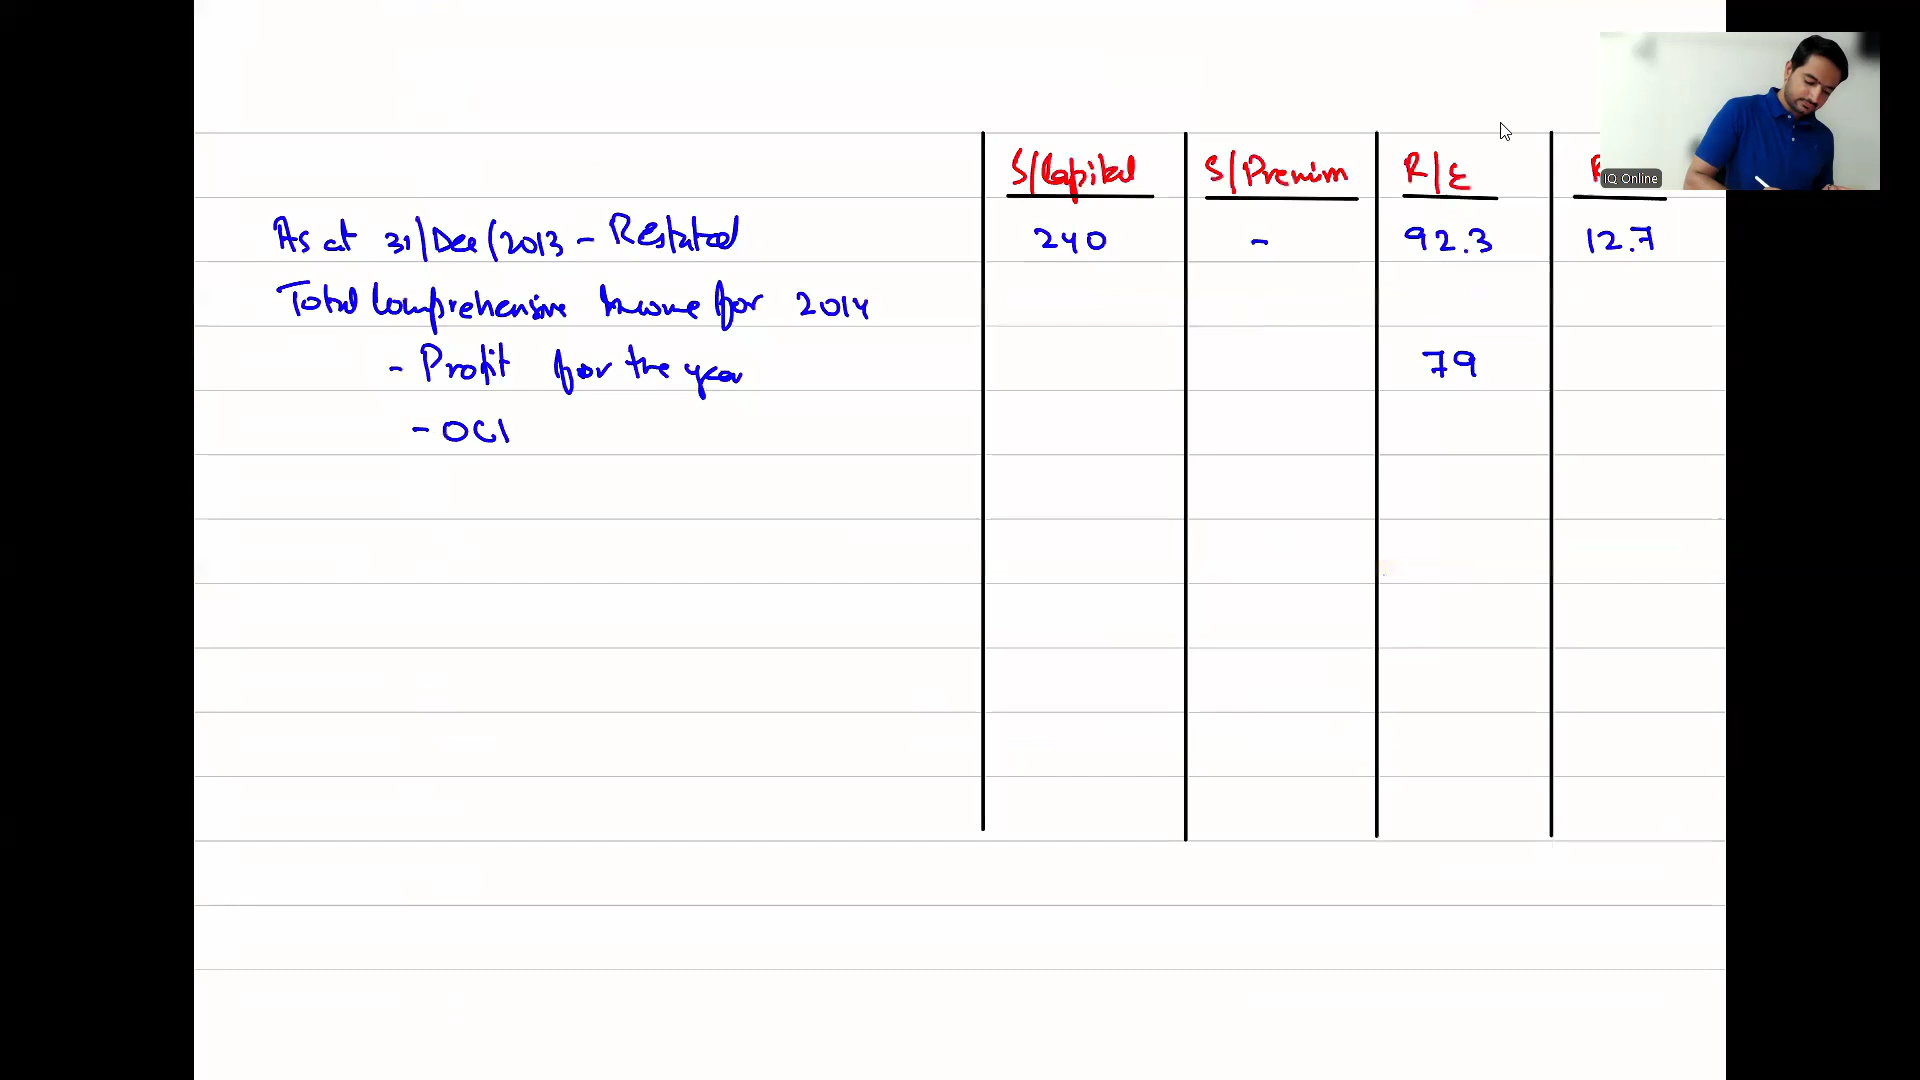 S/Capital S/Premium R/E R
IQ Online
As at 31/Dec/2013 - Restated 240 - 92.3 12.7
Total Comprehensive Income for 2014
- Profit for the year 79
- OCI